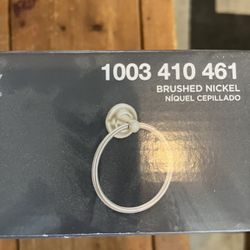 1003 410 461
BRUSHED NICKEL
NÍQUEL CEPILLADO